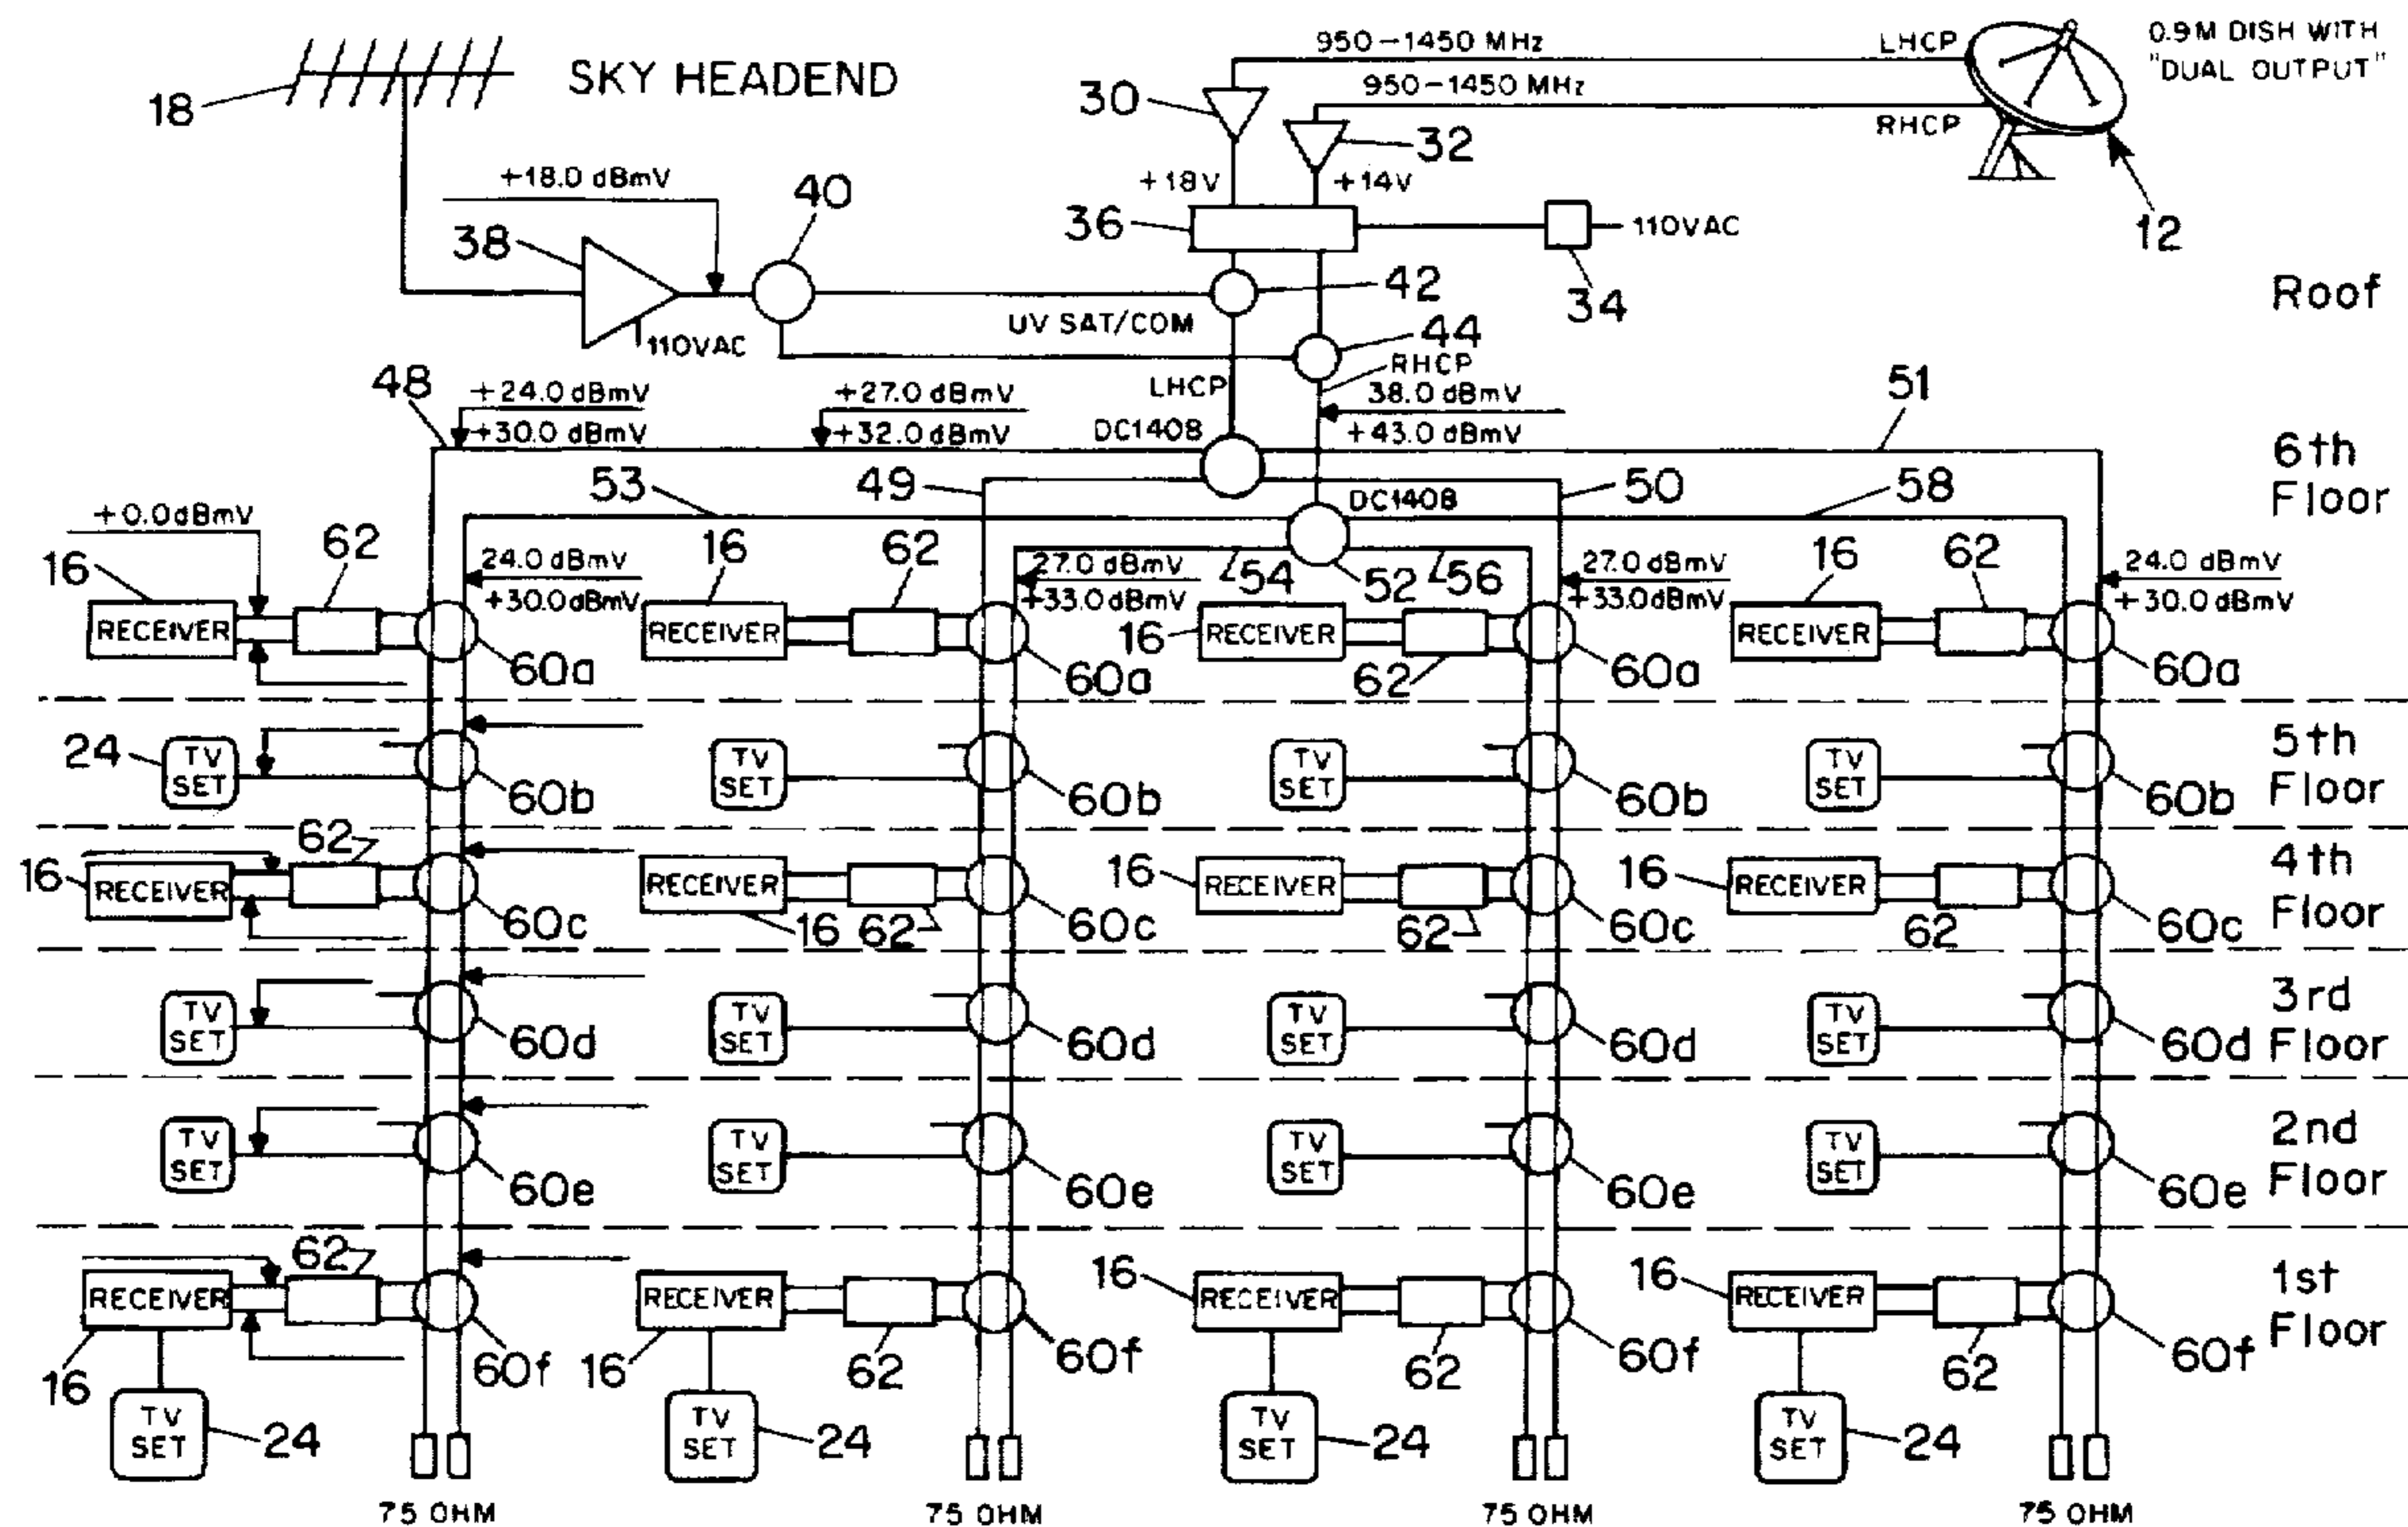 SKY HEADEND
18
950-1450 MHz
LHCP
0.9M DISH WITH
"DUAL OUTPUT"
950-1450 MHz
RHCP
30
32
12
+18.0 dBmV
40
+18V
+14V
38
36
110VAC
34
Roof
110VAC
42
UV SAT/COM
44
RHCP
LHCP
48
+24.0 dBmV
+30.0 dBmV
+27.0 dBmV
+32.0 dBmV
DC1408
38.0 dBmV
+43.0 dBmV
51
6th
Floor
53
49
DC1408
50
58
+0.0dBmV
16
62
24.0 dBmV
+30.0dBmV
16
62
27.0 dBmV
+33.0dBmV
54
52
56
27.0 dBmV
+33.0dBmV
16
62
24.0 dBmV
+30.0 dBmV
RECEIVER
60a
RECEIVER
60a
16
RECEIVER
62
60a
RECEIVER
60a
24
TV
SET
60b
TV
SET
60b
TV
SET
60b
TV
SET
60b
5th
Floor
16
RECEIVER
62
60c
RECEIVER
16
62
60c
16
RECEIVER
62
60c
16
RECEIVER
62
60c
4th
Floor
TV
SET
60d
TV
SET
60d
TV
SET
60d
TV
SET
60d
3rd
Floor
TV
SET
60e
TV
SET
60e
TV
SET
60e
TV
SET
60e
2nd
Floor
62
RECEIVER
16
60f
RECEIVER
16
62
60f
16
RECEIVER
62
60f
16
RECEIVER
62
60f
1st
Floor
TV
SET
24
TV
SET
24
TV
SET
24
TV
SET
24
75 OHM
75 OHM
75 OHM
75 OHM